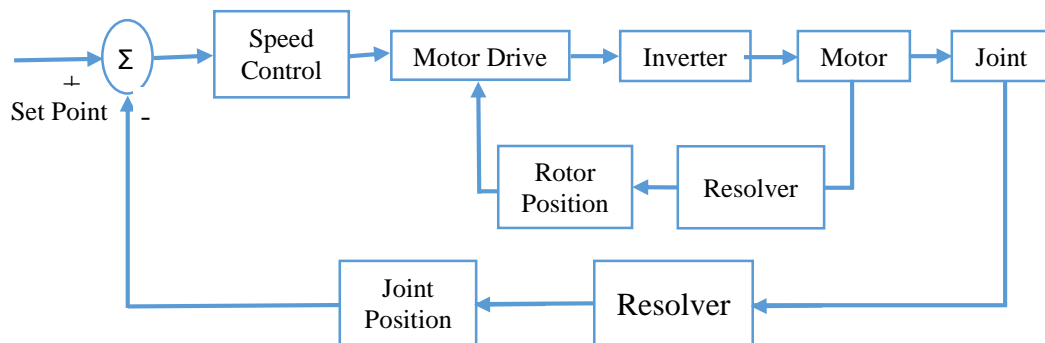 Speed
Control
Σ
Motor Drive
Inverter
Motor
Joint
+
Set Point
-
Rotor
Position
Resolver
Joint
Position
Resolver